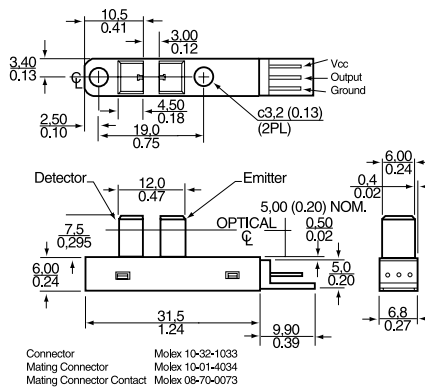 10,5
0.41
3,00
0.12
3,40
0.13
℄
Vcc
Output
Ground
2,50
0.10
4,50
0.18
19,0
0.75
c3,2 (0.13)
(2PL)
6,00
0.24
Detector
12,0
0.47
Emitter
0,4
0.02
5,00 (0.20) NOM.
OPTICAL
℄
0,50
0.02
7,5
0,295
6,00
0.24
5,0
0.20
31,5
1.24
9,90
0.39
6,8
0.27
Connector Molex 10-32-1033
Mating Connector Molex 10-01-4034
Mating Connector Contact Molex 08-70-0073